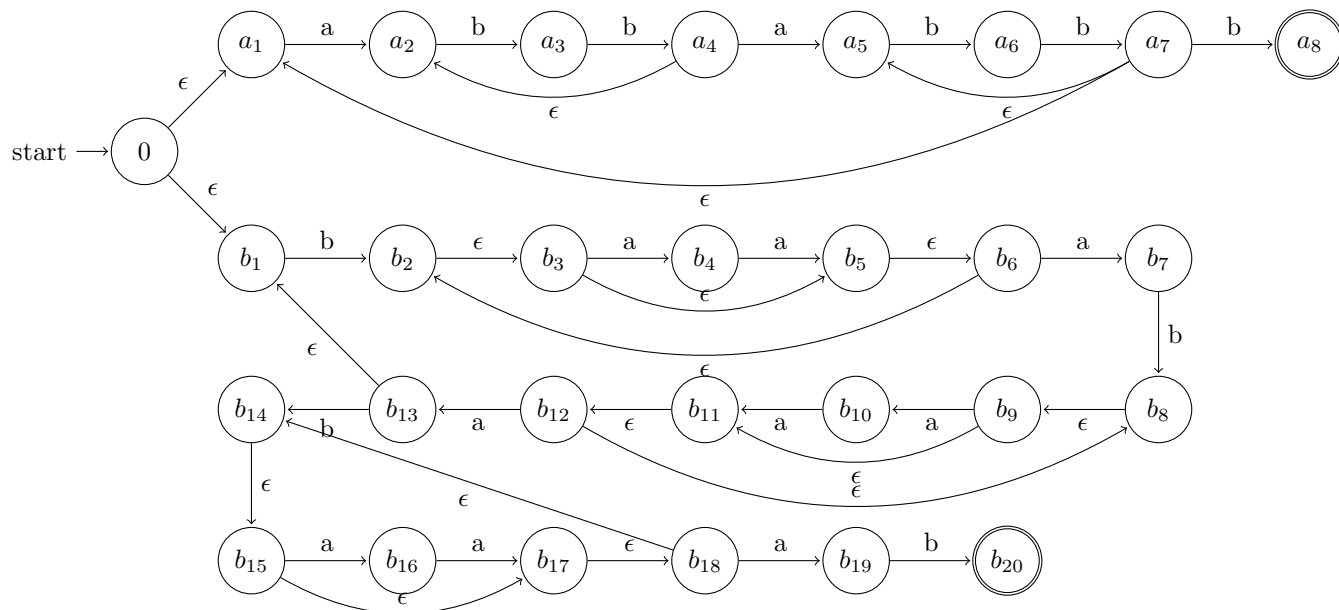 a b b a b b b
a₁ a₂ a₃ a₄ a₅ a₆ a₇ a₈
ϵ
ϵ ϵ
start 0
ϵ
ϵ
b ϵ a a ϵ a
b₁ b₂ b₃ b₄ b₅ b₆ b₇
ϵ
b
ϵ
ϵ
b₁₄ b₁₃ b₁₂ b₁₁ b₁₀ b₉ b₈
b a ϵ a a ϵ
ϵ
ϵ
ϵ ϵ
a a ϵ a b
b₁₅ b₁₆ b₁₇ b₁₈ b₁₉ b₂₀
ϵ